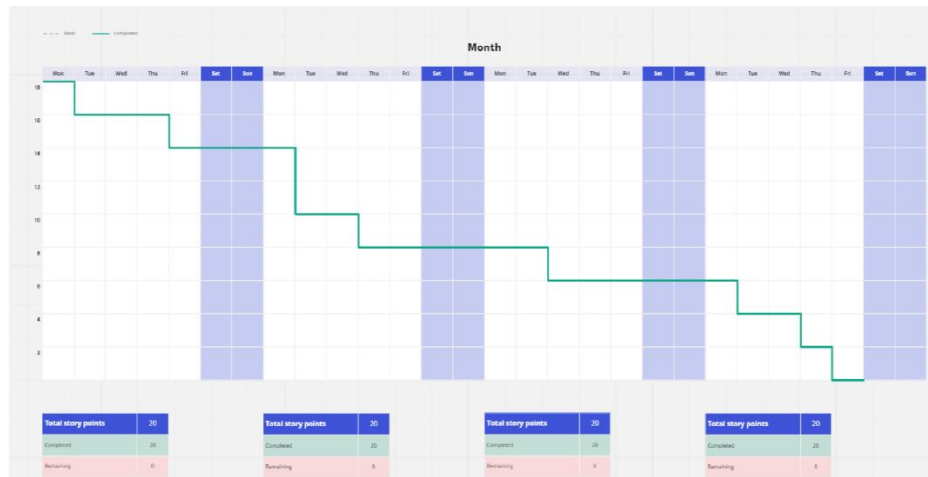 Ideal Completed
Month
Mon Tue Wed Thu Fri Sat Sun Mon Tue Wed Thu Fri Sat Sun Mon Tue Wed Thu Fri Sat Sun Mon Tue Wed Thu Fri Sat Sun
18
16
14
12
10
8
6
4
2
Total story points 20 Total story points 20 Total story points 20 Total story points 20
Completed 20 Completed 20 Completed 20 Completed 20
Remaining 0 Remaining 0 Remaining 0 Remaining 0